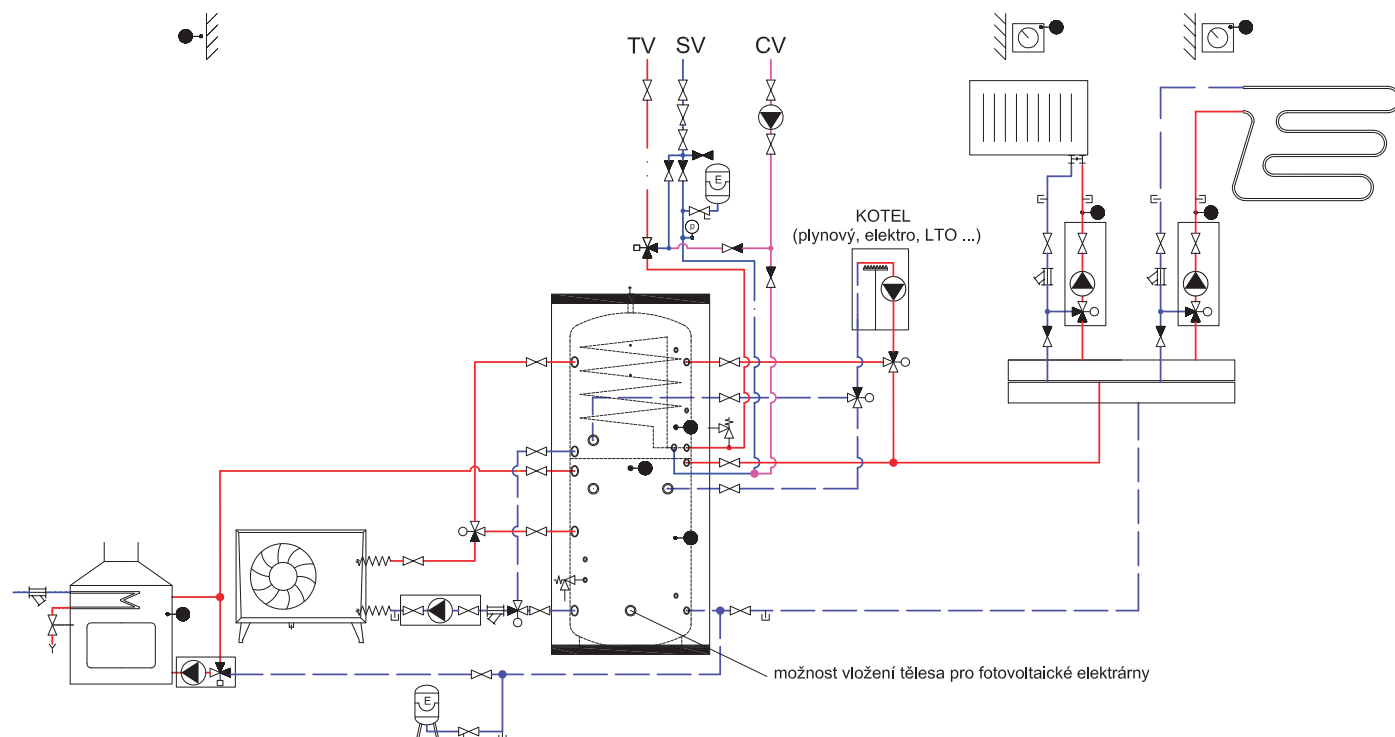 TV SV CV
E
P
KOTEL
(plynový, elektro, LTO ...)
možnost vložení tělesa pro fotovoltaické elektrárny
E